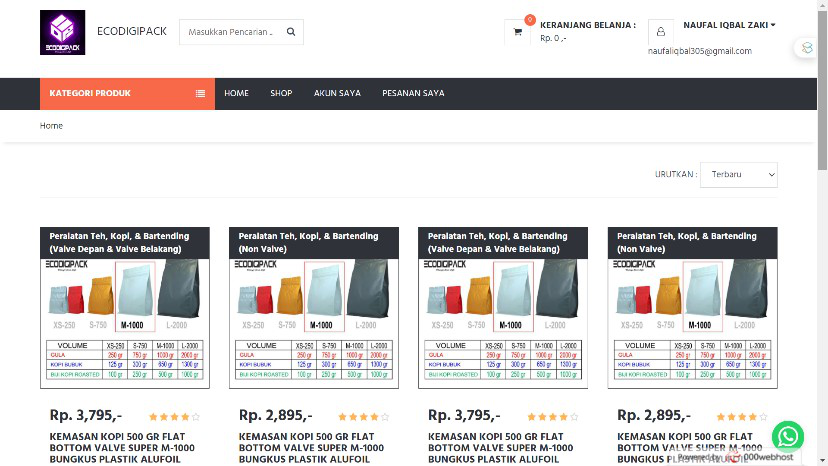 ECODIGIPACK
ECODIGIPACK
Masukkan Pencarian ..
0
KERANJANG BELANJA :
Rp. 0 ,-
NAUFAL IQBAL ZAKI
naufaliqbal305@gmail.com
KATEGORI PRODUK
HOME
SHOP
AKUN SAYA
PESANAN SAYA
Home
URUTKAN :
Terbaru
Peralatan Teh, Kopi, & Bartending
(Valve Depan & Valve Belakang)
ECODIGIPACK
XS-250 S-750 M-1000 L-2000
VOLUME XS-250 S-750 M-1000 L-2000
GULA 250 gr 750 gr 1000 gr 2000 gr
KOPI BUBUK 125 gr 300 gr 650 gr 1300 gr
BIJI KOPI ROASTED 100 gr 250 gr 500 gr 1000 gr
Rp. 3,795,-
KEMASAN KOPI 500 GR FLAT
BOTTOM VALVE SUPER M-1000
BUNGKUS PLASTIK ALUFOIL
Peralatan Teh, Kopi, & Bartending
(Non Valve)
ECODIGIPACK
XS-250 S-750 M-1000 L-2000
VOLUME XS-250 S-750 M-1000 L-2000
GULA 250 gr 750 gr 1000 gr 2000 gr
KOPI BUBUK 125 gr 300 gr 650 gr 1300 gr
BIJI KOPI ROASTED 100 gr 250 gr 500 gr 1000 gr
Rp. 2,895,-
KEMASAN KOPI 500 GR FLAT
BOTTOM VALVE SUPER M-1000
BUNGKUS PLASTIK ALUFOIL
Peralatan Teh, Kopi, & Bartending
(Valve Depan & Valve Belakang)
ECODIGIPACK
XS-250 S-750 M-1000 L-2000
VOLUME XS-250 S-750 M-1000 L-2000
GULA 250 gr 750 gr 1000 gr 2000 gr
KOPI BUBUK 125 gr 300 gr 650 gr 1300 gr
BIJI KOPI ROASTED 100 gr 250 gr 500 gr 1000 gr
Rp. 3,795,-
KEMASAN KOPI 500 GR FLAT
BOTTOM VALVE SUPER M-1000
BUNGKUS PLASTIK ALUFOIL
Peralatan Teh, Kopi, & Bartending
(Non Valve)
ECODIGIPACK
XS-250 S-750 M-1000 L-2000
VOLUME XS-250 S-750 M-1000 L-2000
GULA 250 gr 750 gr 1000 gr 2000 gr
KOPI BUBUK 125 gr 300 gr 650 gr 1300 gr
BIJI KOPI ROASTED 100 gr 250 gr 500 gr 1000 gr
Rp. 2,895,-
KEMASAN KOPI 500 GR FLAT
BOTTOM VALVE SUPER M-1000
BUNGKUS PLASTIK ALUFOIL
Powered by 000webhost